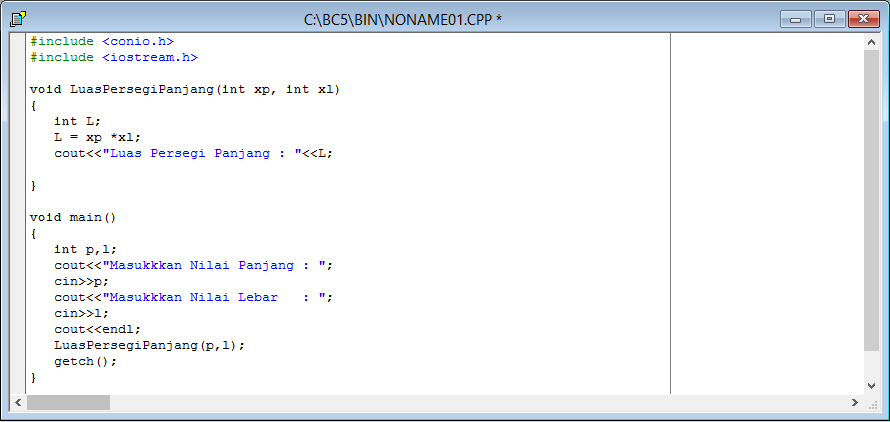 C:\BC5\BIN\NONAME01.CPP *
#include <conio.h>
#include <iostream.h>
void LuasPersegiPanjang(int xp, int xl)
{
int L;
L = xp *xl;
cout<<"Luas Persegi Panjang : "<<L;
}
void main()
{
int p,l;
cout<<"Masukkkan Nilai Panjang : ";
cin>>p;
cout<<"Masukkkan Nilai Lebar   : ";
cin>>l;
cout<<endl;
LuasPersegiPanjang(p,l);
getch();
}